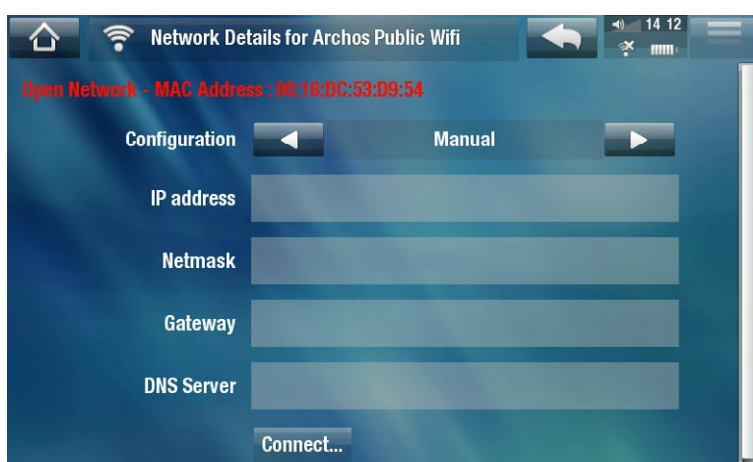 Network Details for Archos Public Wifi
14 12
Open Network - MAC Address : 00:16:DC:53:D9:54
Configuration Manual
IP address
Netmask
Gateway
DNS Server
Connect...